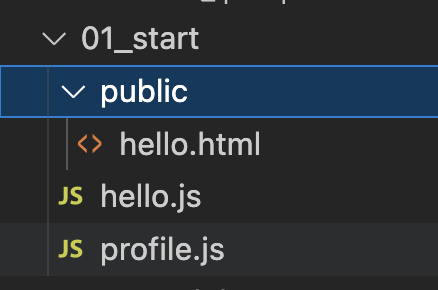 01_start
public
<> hello.html
JS hello.js
JS profile.js